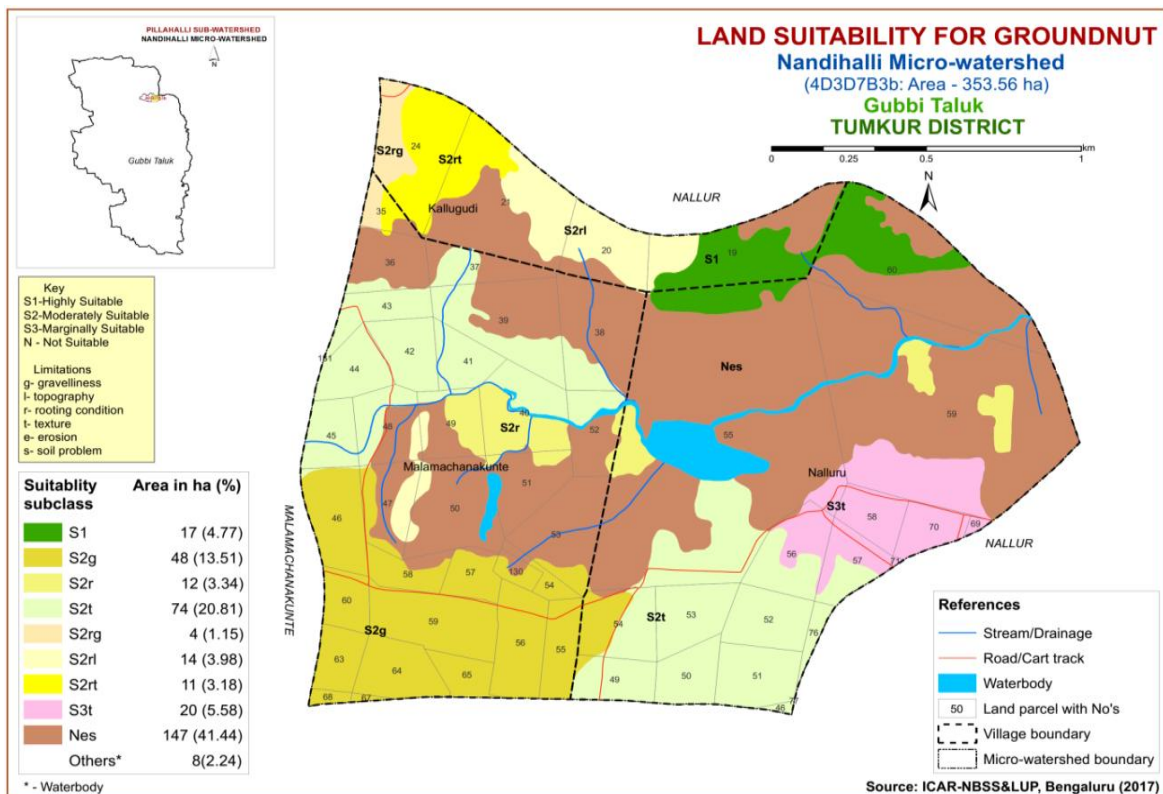 PILLAHALLI SUB-WATERSHED
NANDIHALLI MICRO-WATERSHED
N
Gubbi Taluk
LAND SUITABILITY FOR GROUNDNUT
Nandihalli Micro-watershed
(4D3D7B3b: Area - 353.56 ha)
Gubbi Taluk
TUMKUR DISTRICT
km
0 0.25 0.5 1
N
Key
S1-Highly Suitable
S2-Moderately Suitable
S3-Marginally Suitable
N - Not Suitable
Limitations
g- gravelliness
l- topography
r- rooting condition
t- texture
e- erosion
s- soil problem
Suitablity subclass Area in ha (%)
S1 17 (4.77)
S2g 48 (13.51)
S2r 12 (3.34)
S2t 74 (20.81)
S2rg 4 (1.15)
S2rl 14 (3.98)
S2rt 11 (3.18)
S3t 20 (5.58)
Nes 147 (41.44)
Others* 8(2.24)
* - Waterbody
24
S2rg
S2rt
NALLUR
21
Kallugudi
35
S2rl
20
19
S1
60
36
37
43
39
38
42
41
44
Nes
45
48
49
40
S2r
52
55
59
Malamachanakunte
51
50
47
Nalluru
S3t
58
70
69
NALLUR
46
53
56
57
58
57
130
54
MALAMACHANAKUNTE
60
59
S2g
56
55
54
S2t
53
52
76
63
64
65
49
50
51
68
67
46
References
Stream/Drainage
Road/Cart track
Waterbody
50 Land parcel with No's
Village boundary
Micro-watershed boundary
Source: ICAR-NBSS&LUP, Bengaluru (2017)